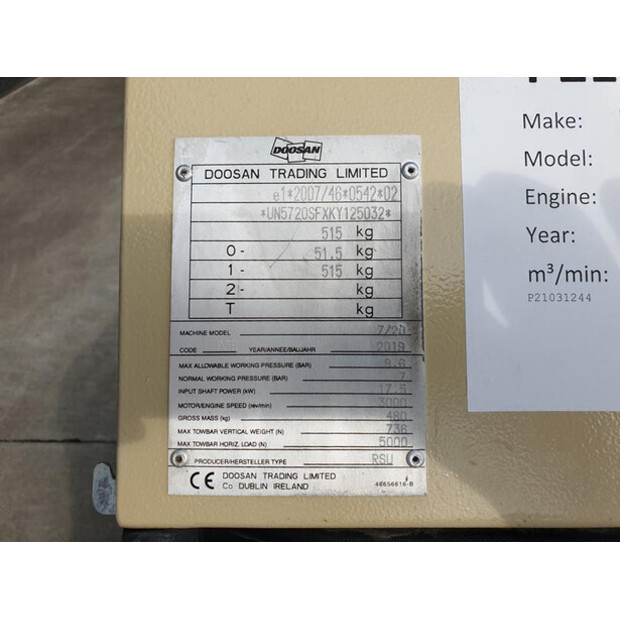 DOOSAN
DOOSAN TRADING LIMITED
e1*2007/46*0542*02
*UN5720SFXKY125032*
515 kg
0- 51.5 kg
1- 515 kg
2- kg
T kg
MACHINE MODEL 7/20
CODE YEAR/ANNEE/BAUJAHR 2019
MAX ALLOWABLE WORKING PRESSURE (BAR) 8.6
NORMAL WORKING PRESSURE (BAR) 7
INPUT SHAFT POWER (kW) 17.5
MOTOR/ENGINE SPEED (rev/min) 3000
GROSS MASS (kg) 480
MAX TOWBAR VERTICAL WEIGHT (N) 736
MAX TOWBAR HORIZ. LOAD (N) 5000
PRODUCER/HERSTELLER TYPE RSU
CE DOOSAN TRADING LIMITED
Co DUBLIN IRELAND 46656616-B
Make:
Model:
Engine:
Year:
m³/min:
P21031244